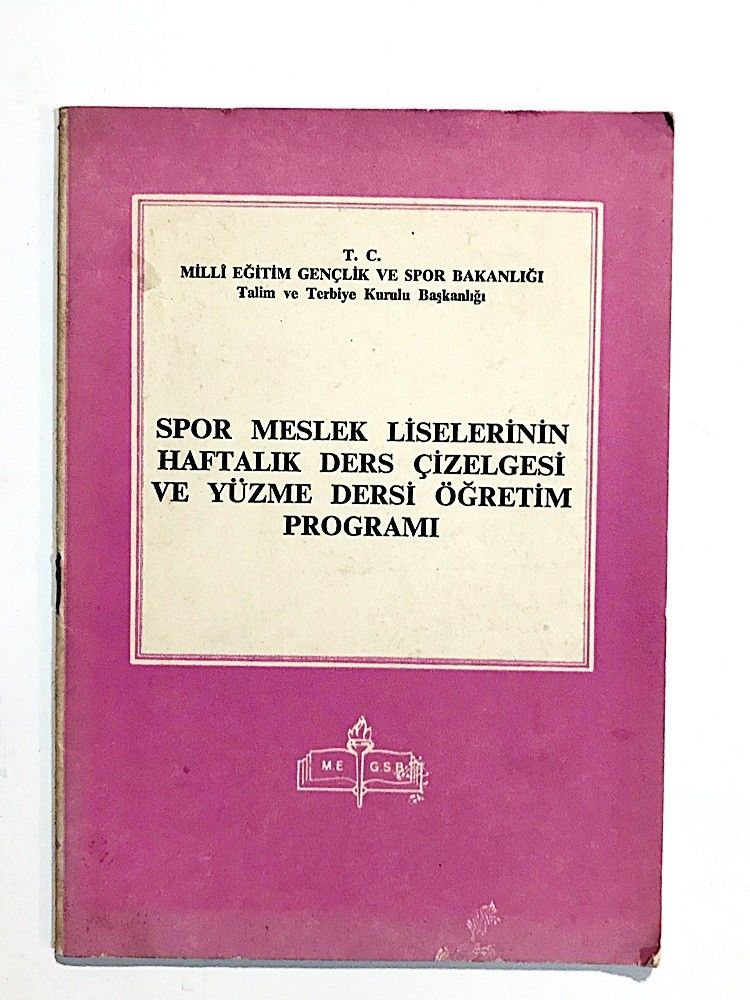 T. C.
MİLLÎ EĞİTİM GENÇLİK VE SPOR BAKANLIĞI
Talim ve Terbiye Kurulu Başkanlığı
SPOR MESLEK LİSELERİNİN
HAFTALIK DERS ÇİZELGESİ
VE YÜZME DERSİ ÖĞRETİM
PROGRAMI
M.E G.S.B